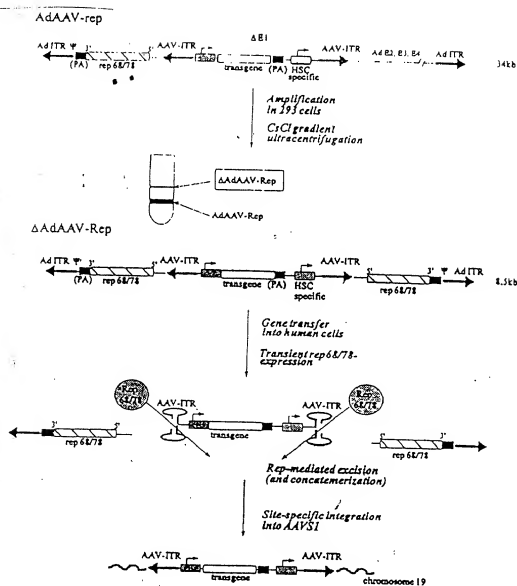 AdAAV-rep
ΔE1
Ad ITR Ψ 3' 5' AAV-ITR AAV-ITR Ad E2, E3, E4 Ad ITR
(PA) rep 68/78 transgene (PA) HSC specific
34kb
Amplification
in 293 cells
CsCl gradient
ultracentrifugation
ΔAdAAV-Rep
AdAAV-Rep
ΔAdAAV-Rep
Ad ITR Ψ 3' 5' AAV-ITR AAV-ITR 5' 3' Ψ Ad ITR
(PA) rep 68/78 transgene (PA) HSC specific rep 68/78
8.5kb
Gene transfer
into human cells
Transient rep 68/78-
expression
Rep 68/78 AAV-ITR AAV-ITR Rep 68/78
3' 5' transgene 5' 3'
rep 68/78 rep 68/78
Rep-mediated excision
(and concatemerization)
Site-specific integration
into AAVS1
AAV-ITR AAV-ITR
transgene
chromosome 19